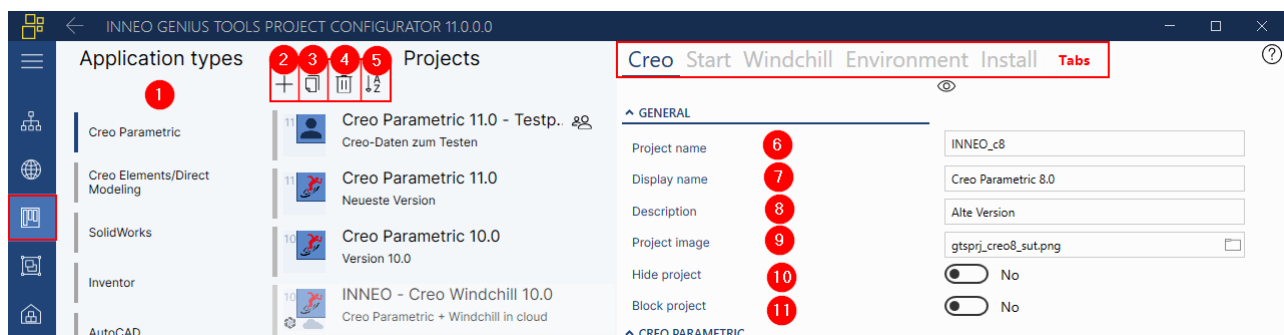 INNEO GENIUS TOOLS PROJECT CONFIGURATOR 11.0.0.0
Application types
1
Creo Parametric
Creo Elements/Direct
Modeling
SolidWorks
Inventor
AutoCAD
2 3 4 5 Projects
11 Creo Parametric 11.0 - Testp..
Creo-Daten zum Testen
11 Creo Parametric 11.0
Neueste Version
10 Creo Parametric 10.0
Version 10.0
10 INNEO - Creo Windchill 10.0
Creo Parametric + Windchill in cloud
Creo Start Windchill Environment Install Tabs
?
GENERAL
Project name 6 INNEO_c8
Display name 7 Creo Parametric 8.0
Description 8 Alte Version
Project image 9 gtsprj_creo8_sut.png
Hide project 10 No
Block project 11 No
CREO PARAMETRIC